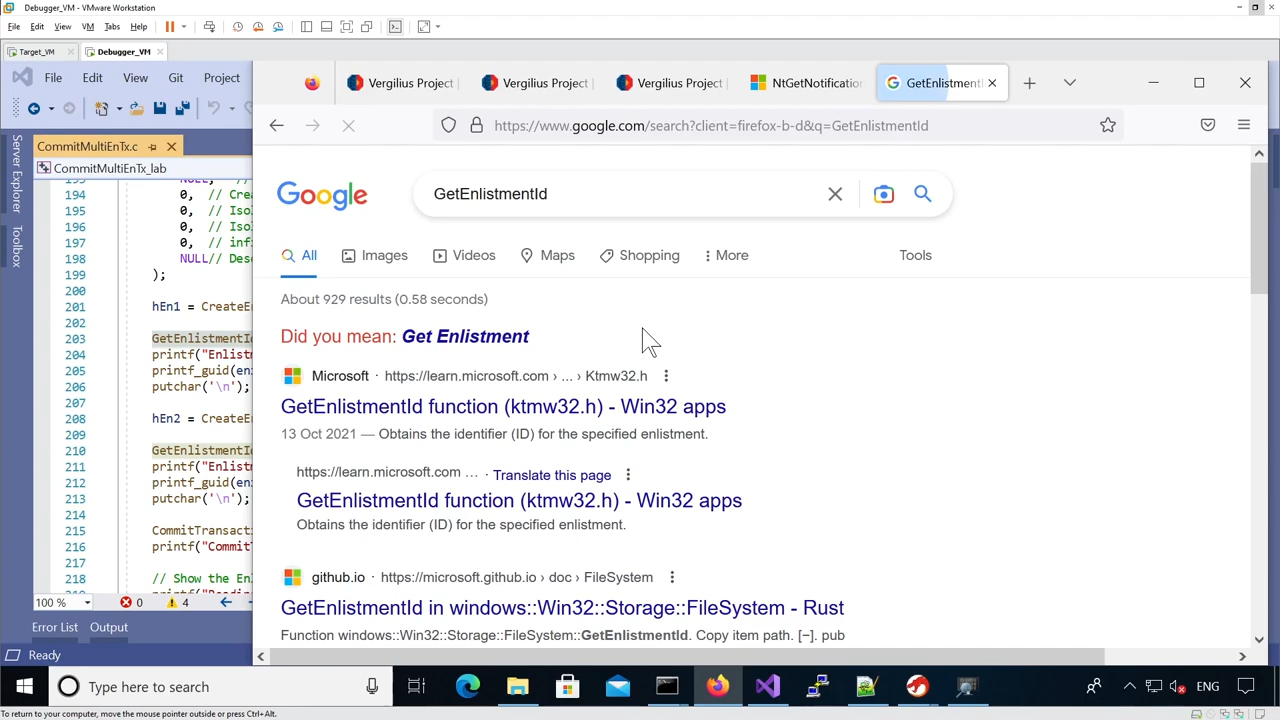 Debugger_VM - VMware Workstation
File Edit View VM Tabs Help
Target_VM Debugger_VM
File Edit View Git Project
Vergilius Project Vergilius Project Vergilius Project NtGetNotification GetEnlistmentI
https://www.google.com/search?client=firefox-b-d&q=GetEnlistmentId
CommitMultiEnTx.c
CommitMultiEnTx_lab
Server Explorer
Toolbox
193 NULL, //
194 0, // Crea
195 0, // Iso
196 0, // Iso
197 0, // infi
198 NULL// Des
199 );
200
201 hEn1 = CreateE
202
203 GetEnlistmentI
204 printf("Enlist
205 printf_guid(en
206 putchar('\n');
207
208 hEn2 = CreateE
209
210 GetEnlistmentI
211 printf("Enlist
212 printf_guid(en
213 putchar('\n');
214
215 CommitTransact
216 printf("Commit
217
218 // Show the En
100 % 0 4
Error List Output
Ready
Google GetEnlistmentId
All Images Videos Maps Shopping More Tools
About 929 results (0.58 seconds)
Did you mean: Get Enlistment
Microsoft · https://learn.microsoft.com › ... › Ktmw32.h
GetEnlistmentId function (ktmw32.h) - Win32 apps
13 Oct 2021 — Obtains the identifier (ID) for the specified enlistment.
https://learn.microsoft.com ... · Translate this page
GetEnlistmentId function (ktmw32.h) - Win32 apps
Obtains the identifier (ID) for the specified enlistment.
github.io · https://microsoft.github.io › doc › FileSystem
GetEnlistmentId in windows::Win32::Storage::FileSystem - Rust
Function windows::Win32::Storage::FileSystem::GetEnlistmentId. Copy item path. [−]. pub
Type here to search ENG
To return to your computer, move the mouse pointer outside or press Ctrl+Alt.